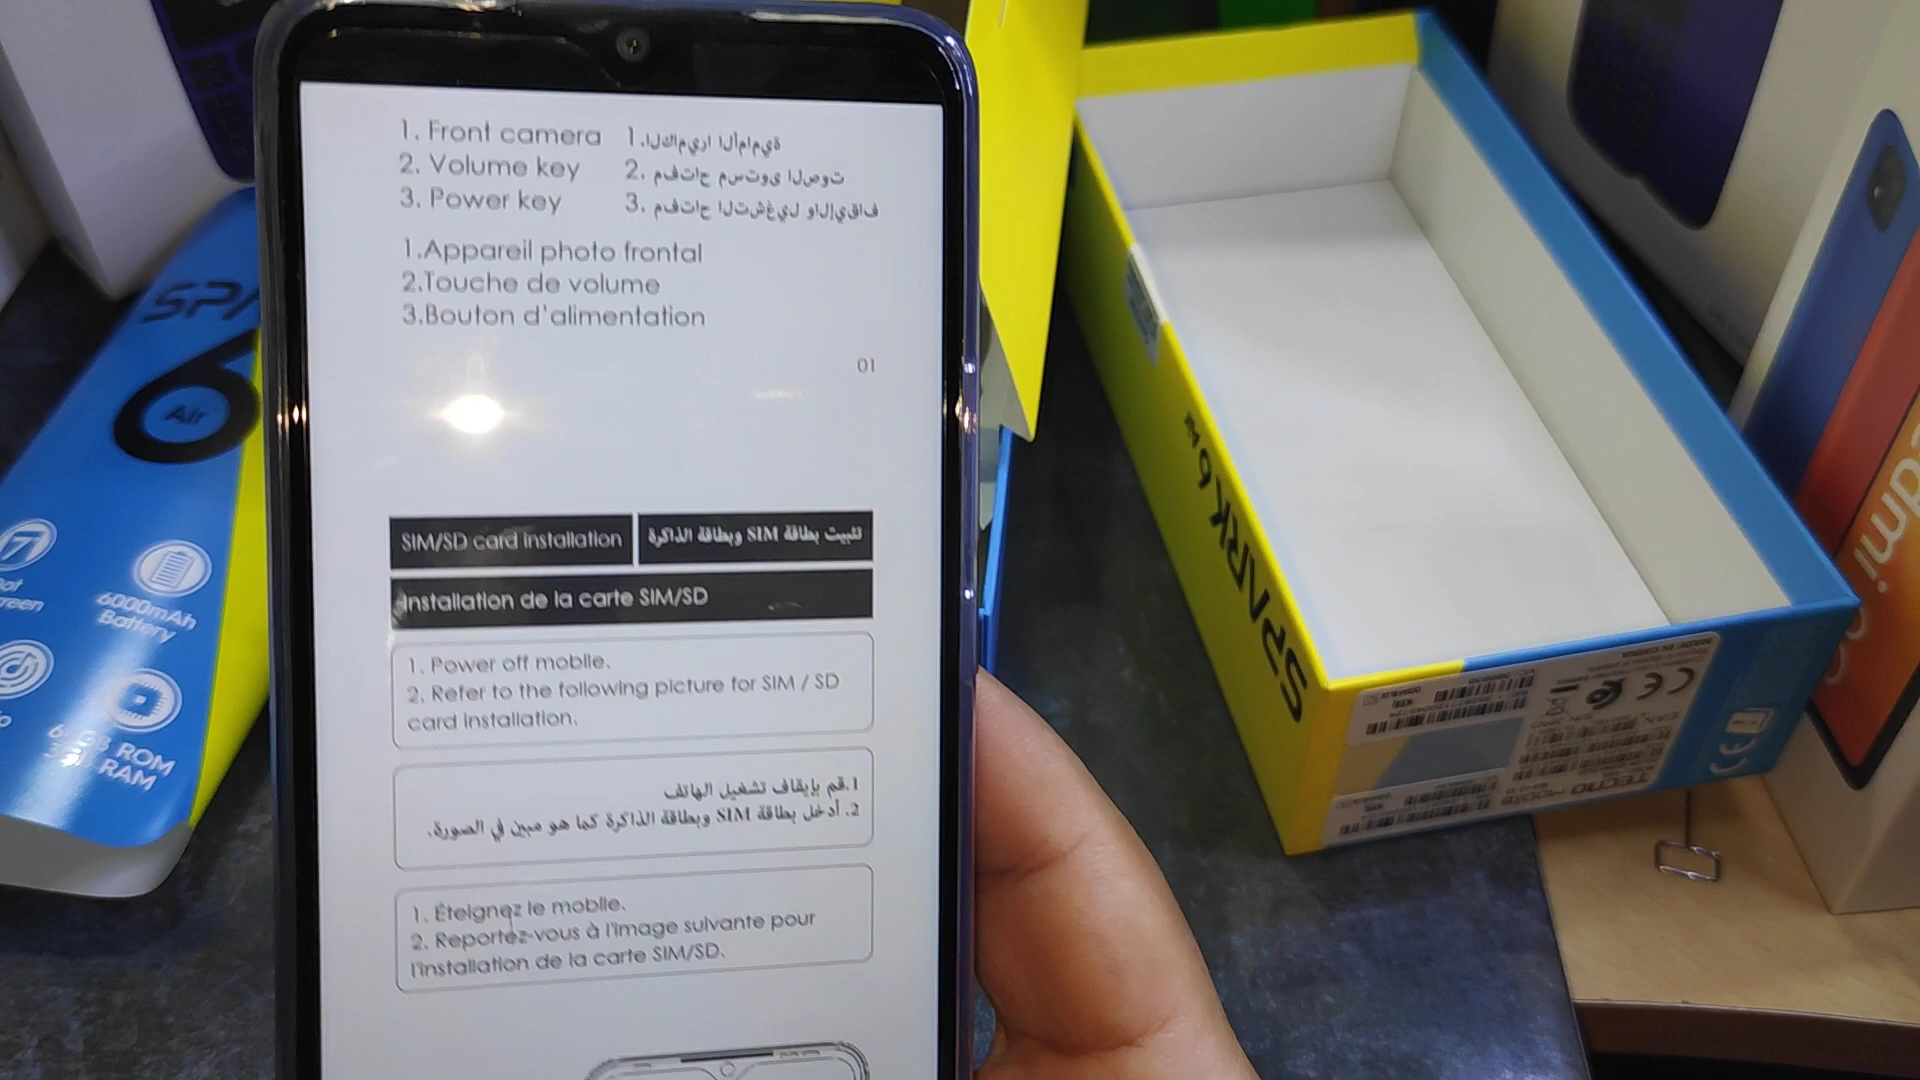 1. Front camera
2. Volume key
3. Power key
1. الكاميرا الأمامية
2. مفتاح مستوى الصوت
3. مفتاح التشغيل والإيقاف
1.Appareil photo frontal
2.Touche de volume
3.Bouton d'alimentation
01
SIM/SD card installation
تثبيت بطاقة SIM وبطاقة الذاكرة
Installation de la carte SIM/SD
1. Power off mobile.
2. Refer to the following picture for SIM / SD
card installation.
1. قم بإيقاف تشغيل الهاتف
2. أدخل بطاقة SIM وبطاقة الذاكرة كما هو مبين في الصورة.
1. Éteignez le mobile.
2. Reportez-vous à l'image suivante pour
l'installation de la carte SIM/SD.
6
Air
6000mAh
Battery
ROM
RAM
SPARK 6
TECNO
CE